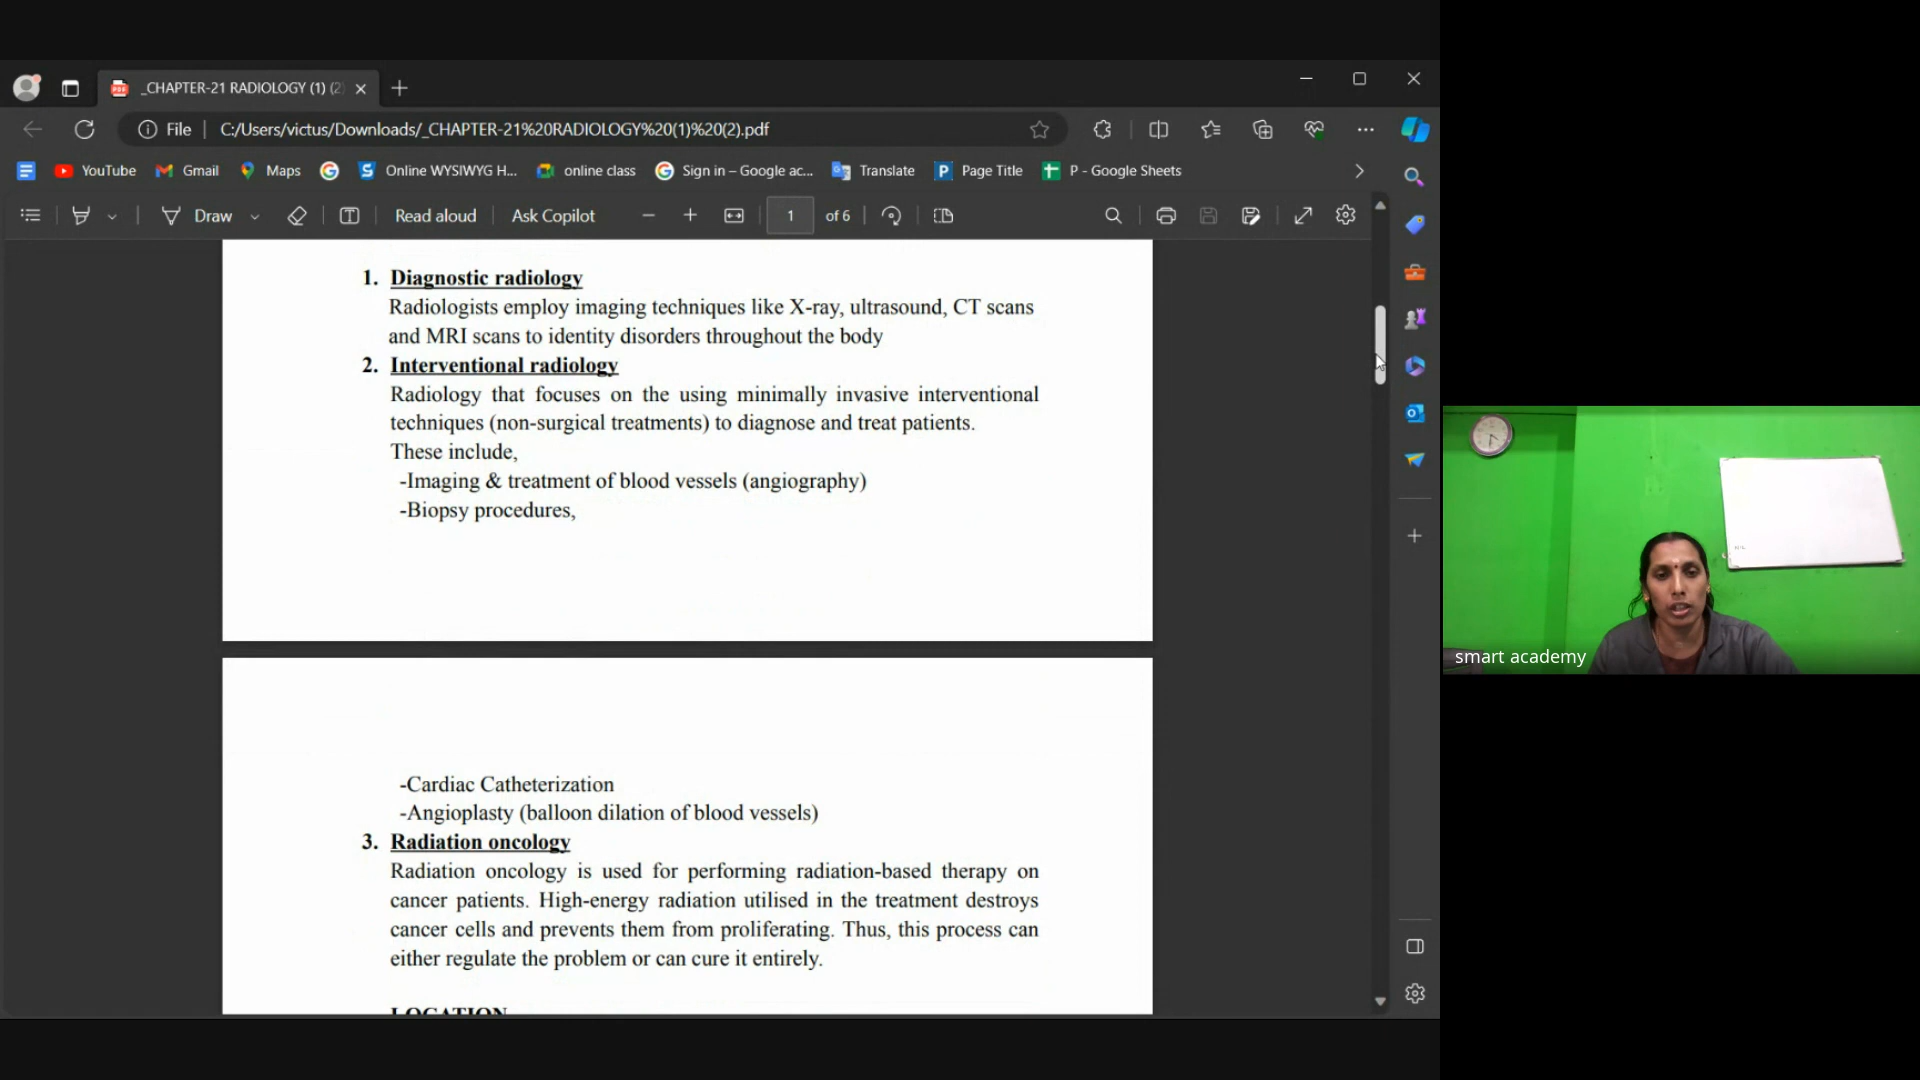 _CHAPTER-21 RADIOLOGY (1) (2)
File
C:/Users/victus/Downloads/_CHAPTER-21%20RADIOLOGY%20(1)%20(2).pdf
YouTube Gmail Maps Online WYSIWYG H... online class Sign in – Google ac... Translate Page Title P - Google Sheets
Draw Read aloud Ask Copilot 1 of 6
1. Diagnostic radiology
Radiologists employ imaging techniques like X-ray, ultrasound, CT scans
and MRI scans to identity disorders throughout the body
2. Interventional radiology
Radiology that focuses on the using minimally invasive interventional
techniques (non-surgical treatments) to diagnose and treat patients.
These include,
-Imaging & treatment of blood vessels (angiography)
-Biopsy procedures,
-Cardiac Catheterization
-Angioplasty (balloon dilation of blood vessels)
3. Radiation oncology
Radiation oncology is used for performing radiation-based therapy on
cancer patients. High-energy radiation utilised in the treatment destroys
cancer cells and prevents them from proliferating. Thus, this process can
either regulate the problem or can cure it entirely.
LOCATION
smart academy